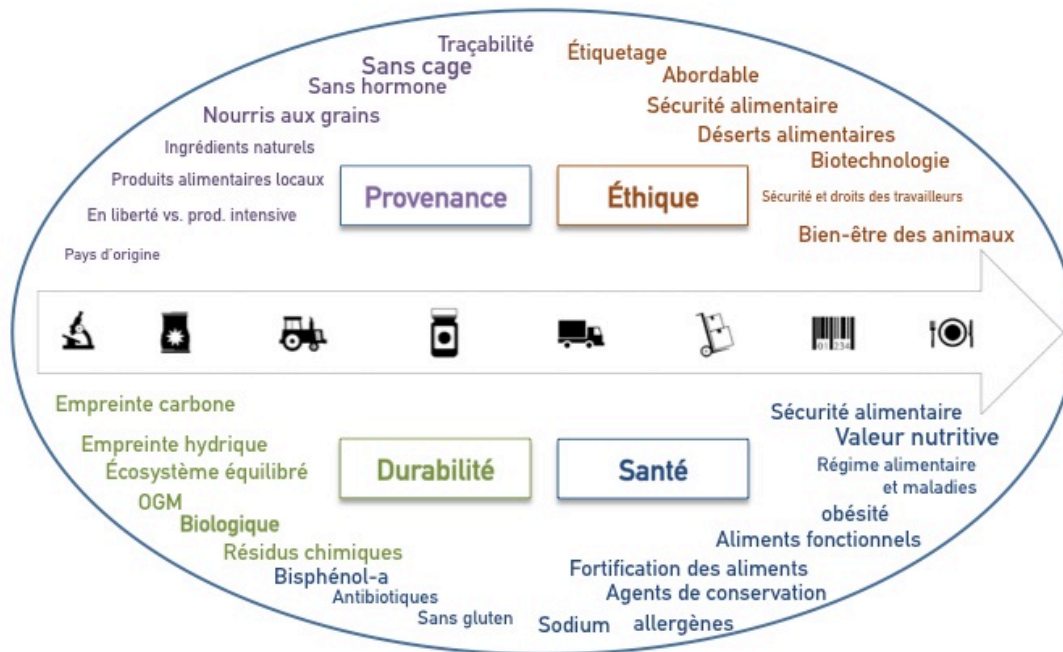 Traçabilité
Sans cage
Sans hormone
Nourris aux grains
Ingrédients naturels
Produits alimentaires locaux
En liberté vs. prod. intensive
Pays d'origine
Provenance
Éthique
Étiquetage
Abordable
Sécurité alimentaire
Déserts alimentaires
Biotechnologie
Sécurité et droits des travailleurs
Bien-être des animaux
01 234
Empreinte carbone
Empreinte hydrique
Écosystème équilibré
OGM
Biologique
Résidus chimiques
Durabilité
Santé
Bisphénol-a
Antibiotiques
Sans gluten
Sodium
allergènes
Agents de conservation
Fortification des aliments
Aliments fonctionnels
obésité
Régime alimentaire
et maladies
Valeur nutritive
Sécurité alimentaire